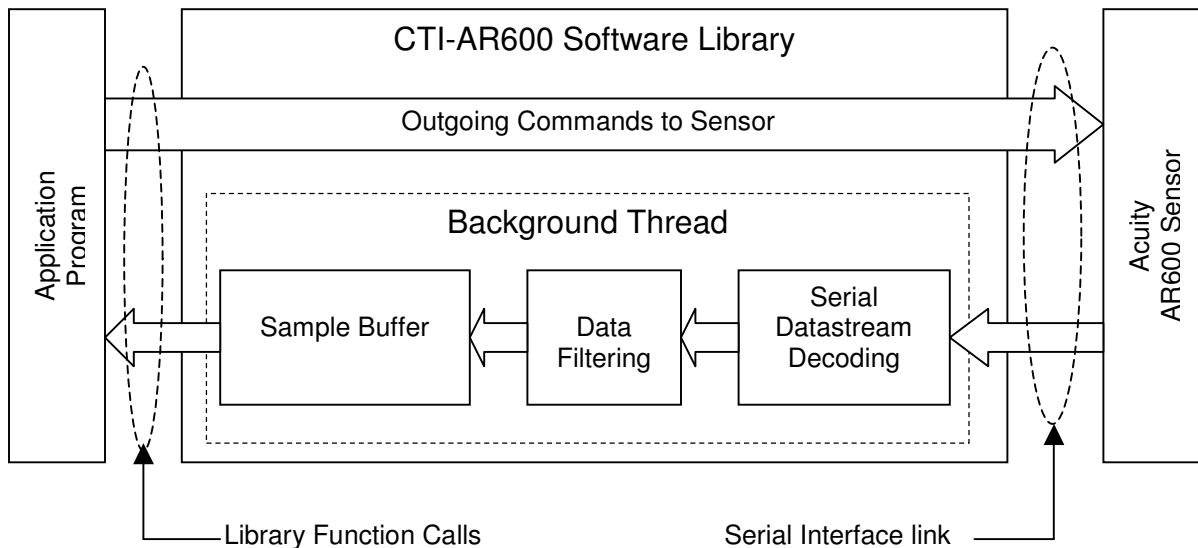 CTI-AR600 Software Library
Outgoing Commands to Sensor
Application
Program
Background Thread
Sample Buffer
Data
Filtering
Serial
Datastream
Decoding
Acuity
AR600 Sensor
Library Function Calls
Serial Interface link